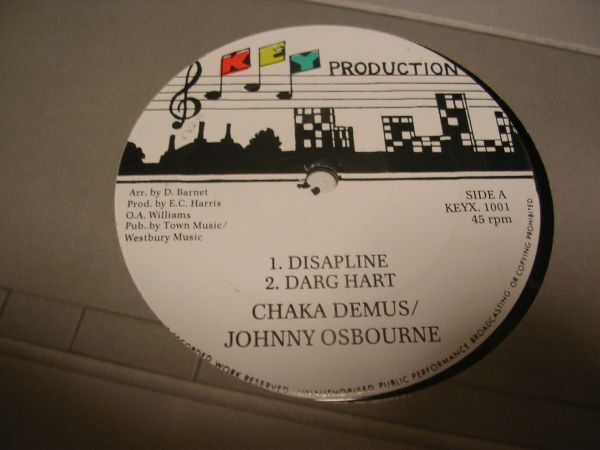 KEY PRODUCTION
Arr. by D. Barnet
Prod. by E.C. Harris
O.A. Williams
Pub. by Town Music/
Westbury Music
SIDE A
KEYX. 1001
45 rpm
1. DISAPLINE
2. DARG HART
CHAKA DEMUS/
JOHNNY OSBOURNE
WORK RESERVED UNAUTHORISED PUBLIC PERFORMANCE BROADCASTING OR COPYING PROHIBITED